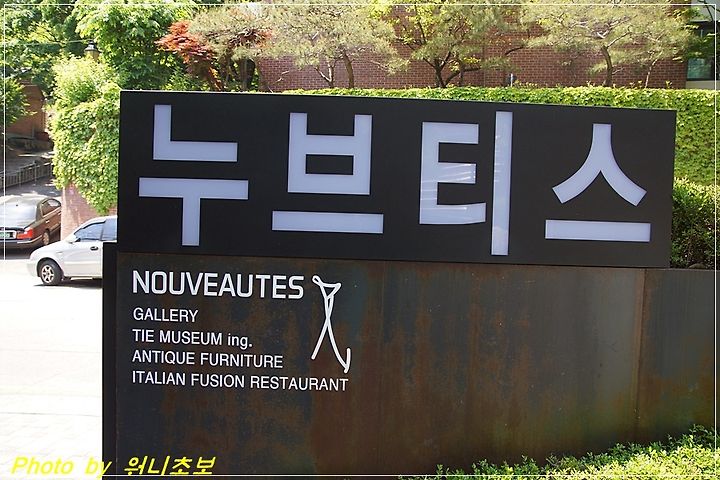 누브티스
NOUVEAUTES
GALLERY
TIE MUSEUM ing.
ANTIQUE FURNITURE
ITALIAN FUSION RESTAURANT
Photo by 워니초보